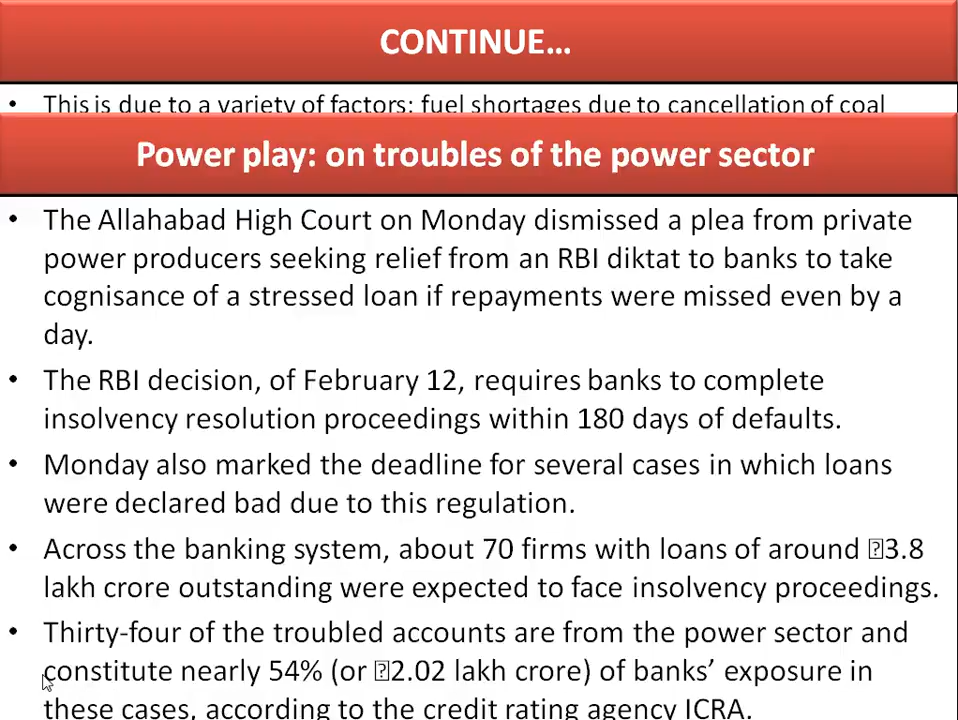 CONTINUE...
• This is due to a variety of factors: fuel shortages due to cancellation of coal
Power play: on troubles of the power sector
• The Allahabad High Court on Monday dismissed a plea from private
power producers seeking relief from an RBI diktat to banks to take
cognisance of a stressed loan if repayments were missed even by a
day.
• The RBI decision, of February 12, requires banks to complete
insolvency resolution proceedings within 180 days of defaults.
• Monday also marked the deadline for several cases in which loans
were declared bad due to this regulation.
• Across the banking system, about 70 firms with loans of around 3.8
lakh crore outstanding were expected to face insolvency proceedings.
• Thirty-four of the troubled accounts are from the power sector and
constitute nearly 54% (or 2.02 lakh crore) of banks’ exposure in
these cases, according to the credit rating agency ICRA.